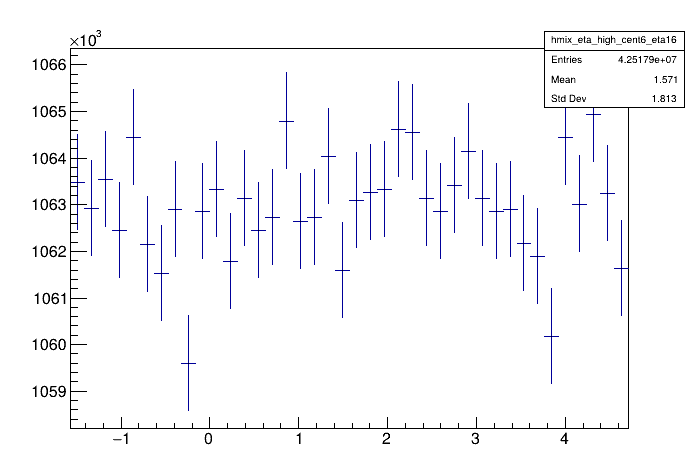 ×10³
hmix_eta_high_cent6_eta16
Entries 4.25179e+07
Mean 1.571
Std Dev 1.813
1066
1065
1064
1063
1062
1061
1060
1059
−1 0 1 2 3 4